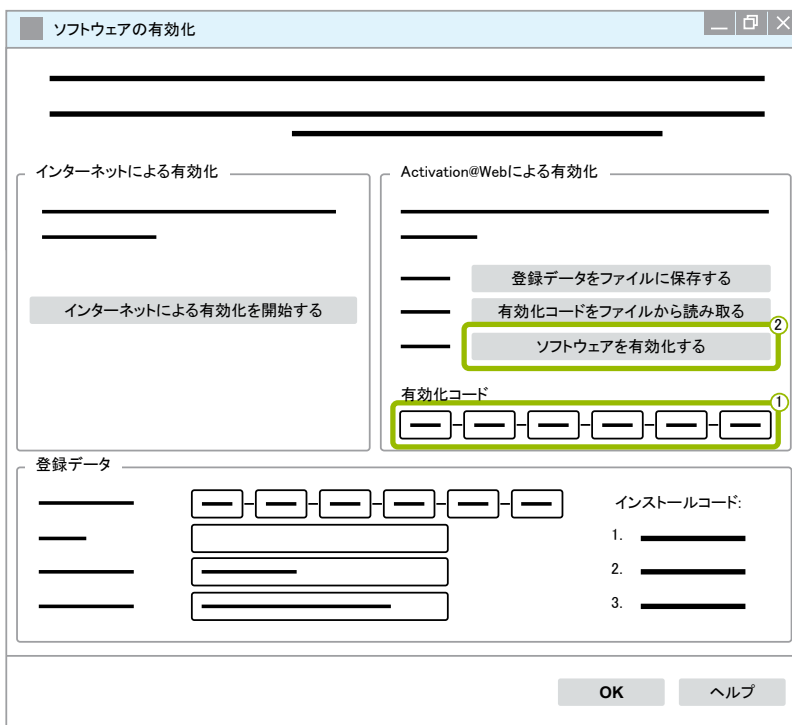 ソフトウェアの有効化
インターネットによる有効化
Activation@Webによる有効化
登録データをファイルに保存する
インターネットによる有効化を開始する
有効化コードをファイルから読み取る
②
ソフトウェアを有効化する
有効化コード
①
登録データ
インストールコード:
1.
2.
3.
OK
ヘルプ